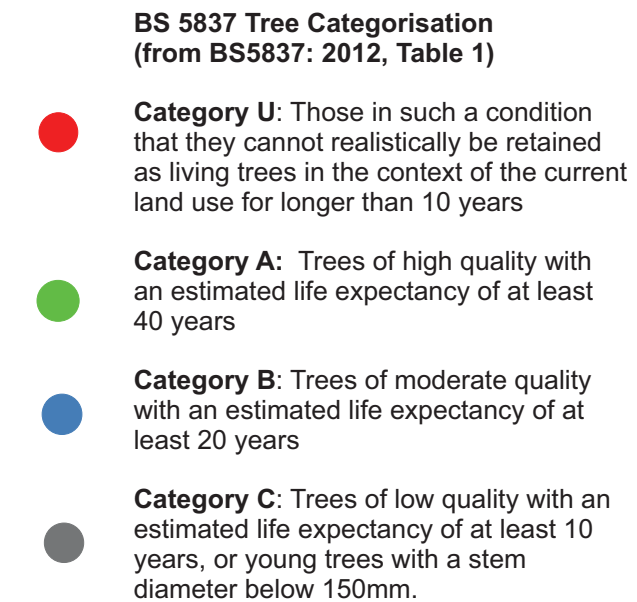 BS 5837 Tree Categorisation
(from BS5837: 2012, Table 1)
Category U: Those in such a condition
that they cannot realistically be retained
as living trees in the context of the current
land use for longer than 10 years
Category A: Trees of high quality with
an estimated life expectancy of at least
40 years
Category B: Trees of moderate quality
with an estimated life expectancy of at
least 20 years
Category C: Trees of low quality with an
estimated life expectancy of at least 10
years, or young trees with a stem
diameter below 150mm.